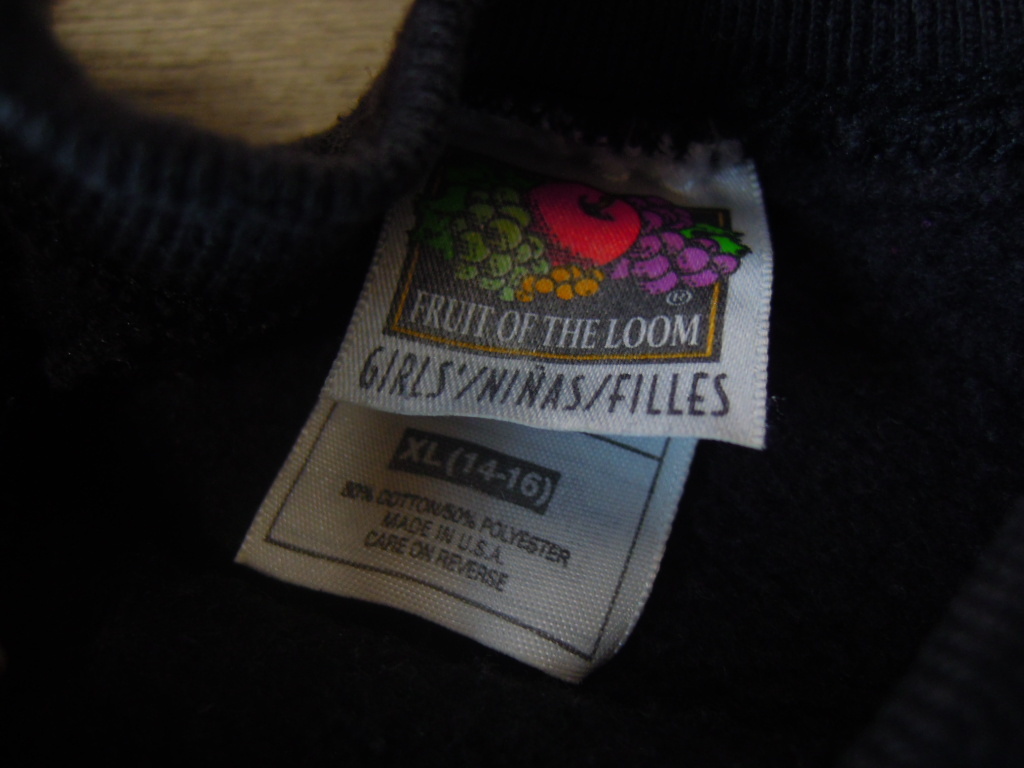 FRUIT OF THE LOOM ®
GIRLS'/NIÑAS/FILLES
XL (14-16)
50% COTTON/50% POLYESTER
MADE IN U.S.A.
CARE ON REVERSE